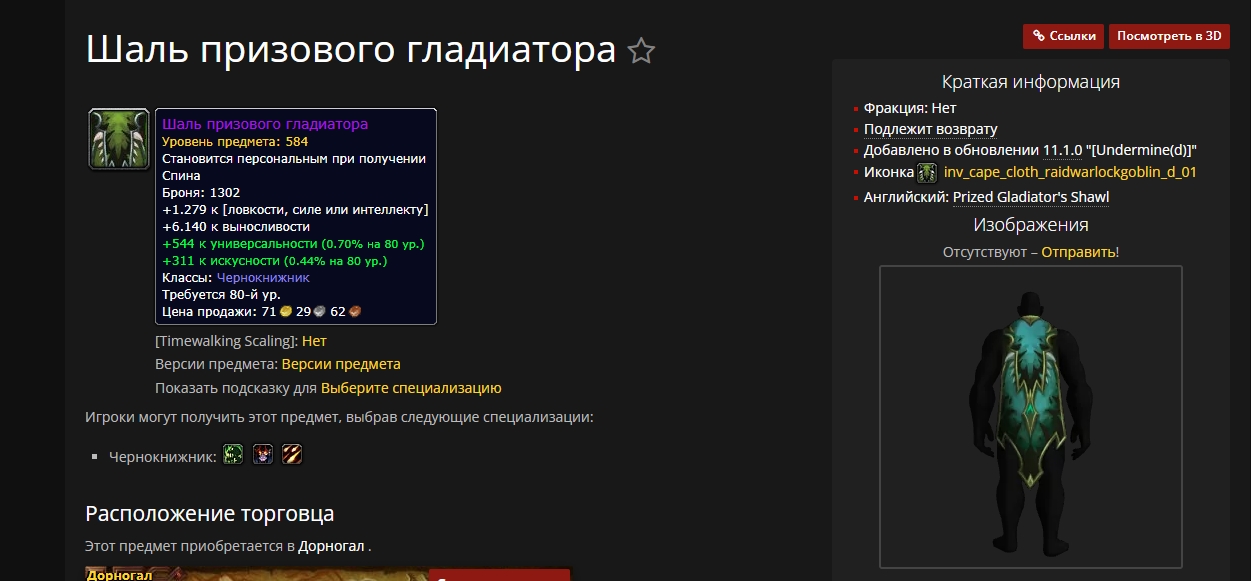 Шаль призового гладиатора
Ссылки
Посмотреть в 3D
Шаль призового гладиатора
Уровень предмета: 584
Становится персональным при получении
Спина
Броня: 1302
+1.279 к [ловкости, силе или интеллекту]
+6.140 к выносливости
+544 к универсальности (0.70% на 80 ур.)
+311 к искусности (0.44% на 80 ур.)
Классы: Чернокнижник
Требуется 80-й ур.
Цена продажи: 71 29 62
[Timewalking Scaling]: Нет
Версии предмета: Версии предмета
Показать подсказку для Выберите специализацию
Игроки могут получить этот предмет, выбрав следующие специализации:
Чернокнижник:
Расположение торговца
Этот предмет приобретается в Дорногал .
Дорногал
Краткая информация
Фракция: Нет
Подлежит возврату
Добавлено в обновлении 11.1.0 "[Undermine(d)]"
Иконка inv_cape_cloth_raidwarlockgoblin_d_01
Английский: Prized Gladiator's Shawl
Изображения
Отсутствуют – Отправить!